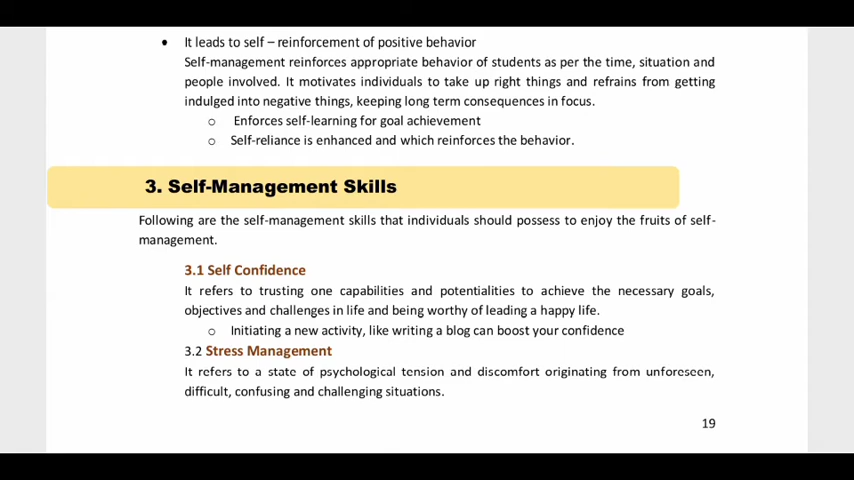 • It leads to self – reinforcement of positive behavior
Self-management reinforces appropriate behavior of students as per the time, situation and
people involved. It motivates individuals to take up right things and refrains from getting
indulged into negative things, keeping long term consequences in focus.
o Enforces self-learning for goal achievement
o Self-reliance is enhanced and which reinforces the behavior.
3. Self-Management Skills
Following are the self-management skills that individuals should possess to enjoy the fruits of self-
management.
3.1 Self Confidence
It refers to trusting one capabilities and potentialities to achieve the necessary goals,
objectives and challenges in life and being worthy of leading a happy life.
o Initiating a new activity, like writing a blog can boost your confidence
3.2 Stress Management
It refers to a state of psychological tension and discomfort originating from unforeseen,
difficult, confusing and challenging situations.
19